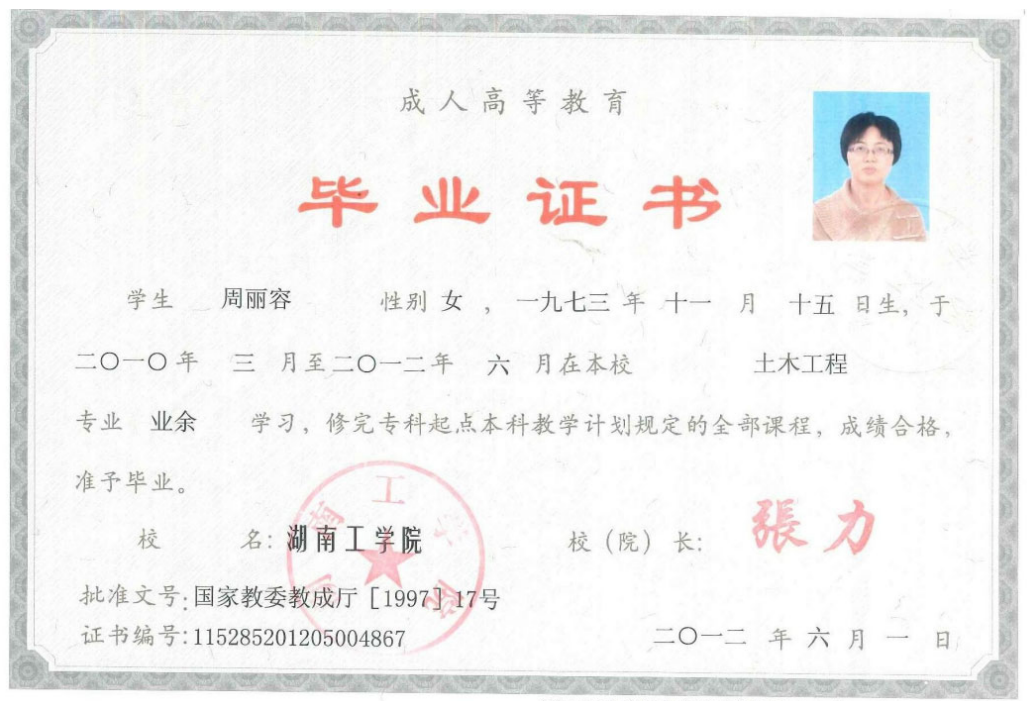 成人高等教育
毕业证书
学生 周丽容 性别 女 ，一九七三 年 十一 月 十五 日生，于
二〇一〇年 三 月至二〇一二年 六 月在本校 土木工程
专业 业余 学习，修完专科起点本科教学计划规定的全部课程，成绩合格，
准予毕业。
校 名：湖南工学院 校（院）长：張力
批准文号：国家教委教成厅［1997］17号
证书编号：115285201205004867 二〇一二 年 六 月 一 日
湖南工学院